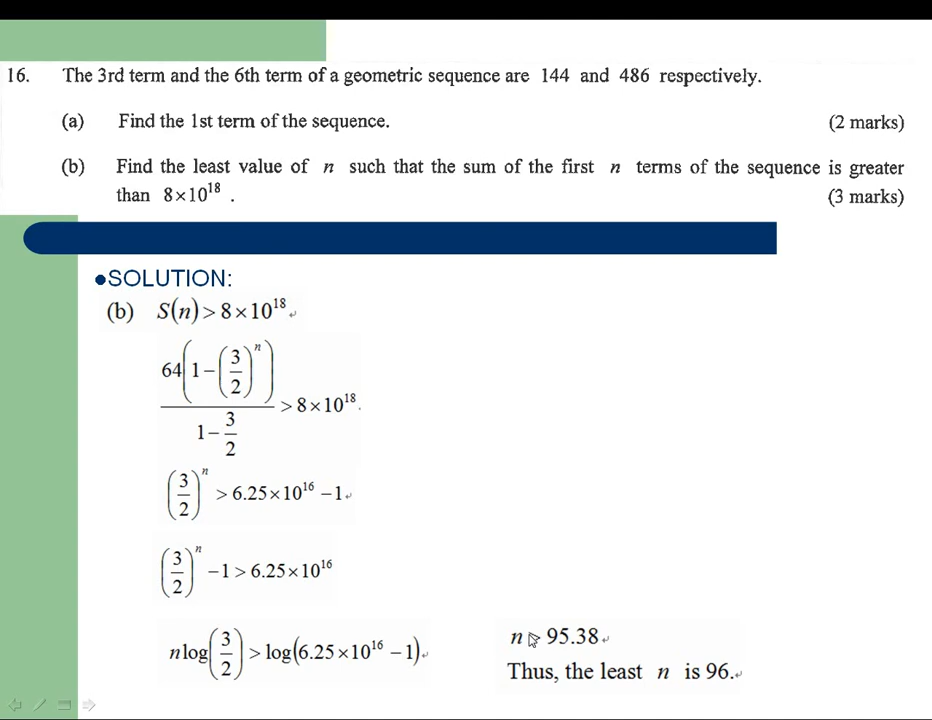 16. The 3rd term and the 6th term of a geometric sequence are 144 and 486 respectively.
(a) Find the 1st term of the sequence. (2 marks)
(b) Find the least value of n such that the sum of the first n terms of the sequence is greater
than 8×10^18 . (3 marks)
•SOLUTION:
(b) S(n) > 8×10^18
64(1−(3/2)^n) / (1−3/2) > 8×10^18
(3/2)^n > 6.25×10^16 −1
(3/2)^n −1 > 6.25×10^16
n log(3/2) > log(6.25×10^16 −1)
n > 95.38
Thus, the least n is 96.